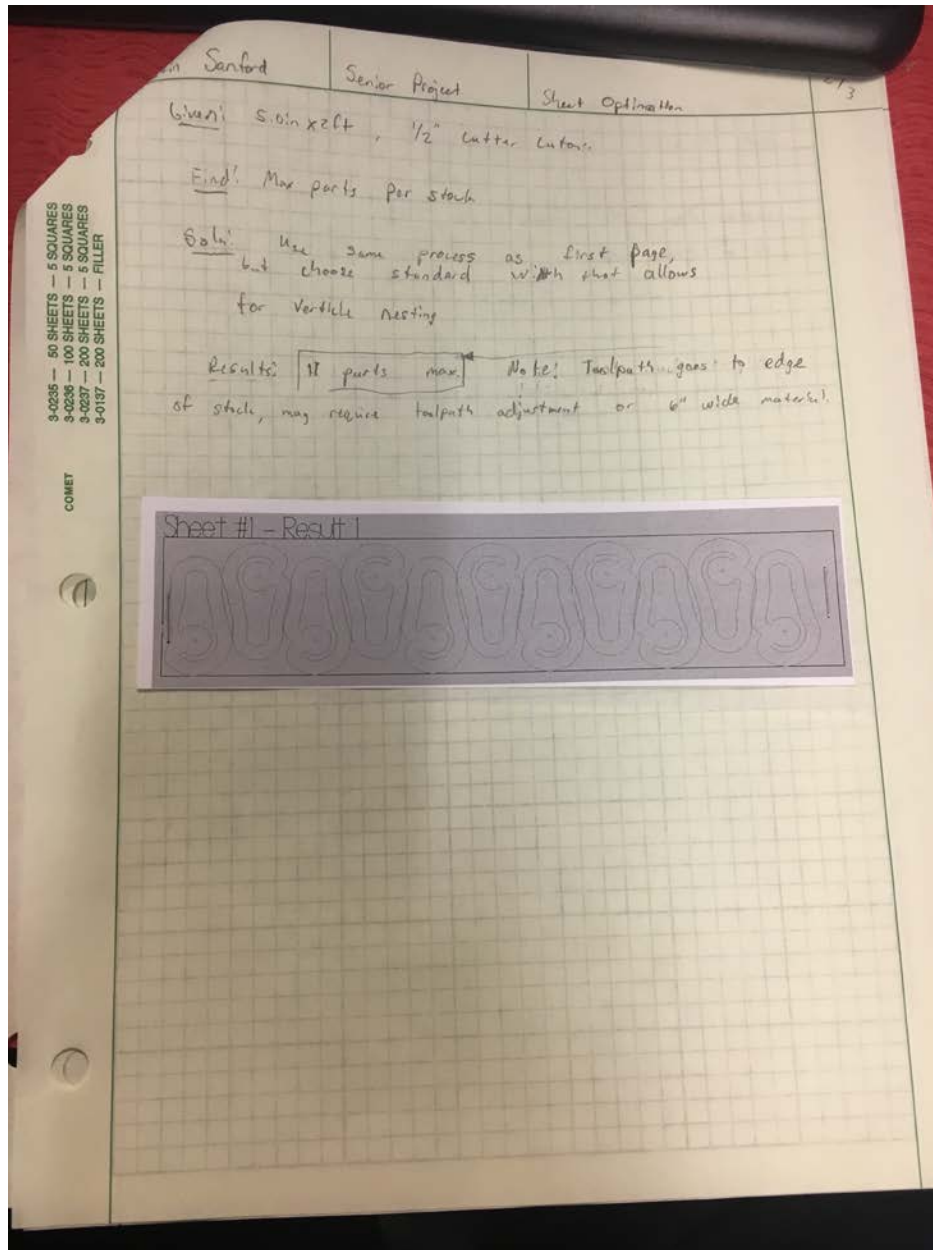 Sanford
Senior Project
Sheet Optimization
Given: 5.0in x 2ft , 1/2" cutter
Find: Max parts per stock
Soln: Use same process as first page,
but choose standard width that allows
for verticle nesting
Results: 11 parts max. Note: Toolpath goes to edge
of stock, may require toolpath adjustment or 6" wide material.
3-0235 — 50 SHEETS — 5 SQUARES
3-0236 — 100 SHEETS — 5 SQUARES
3-0237 — 200 SHEETS — 5 SQUARES
3-0137 — 200 SHEETS — FILLER
COMET
Sheet #1 - Result 1